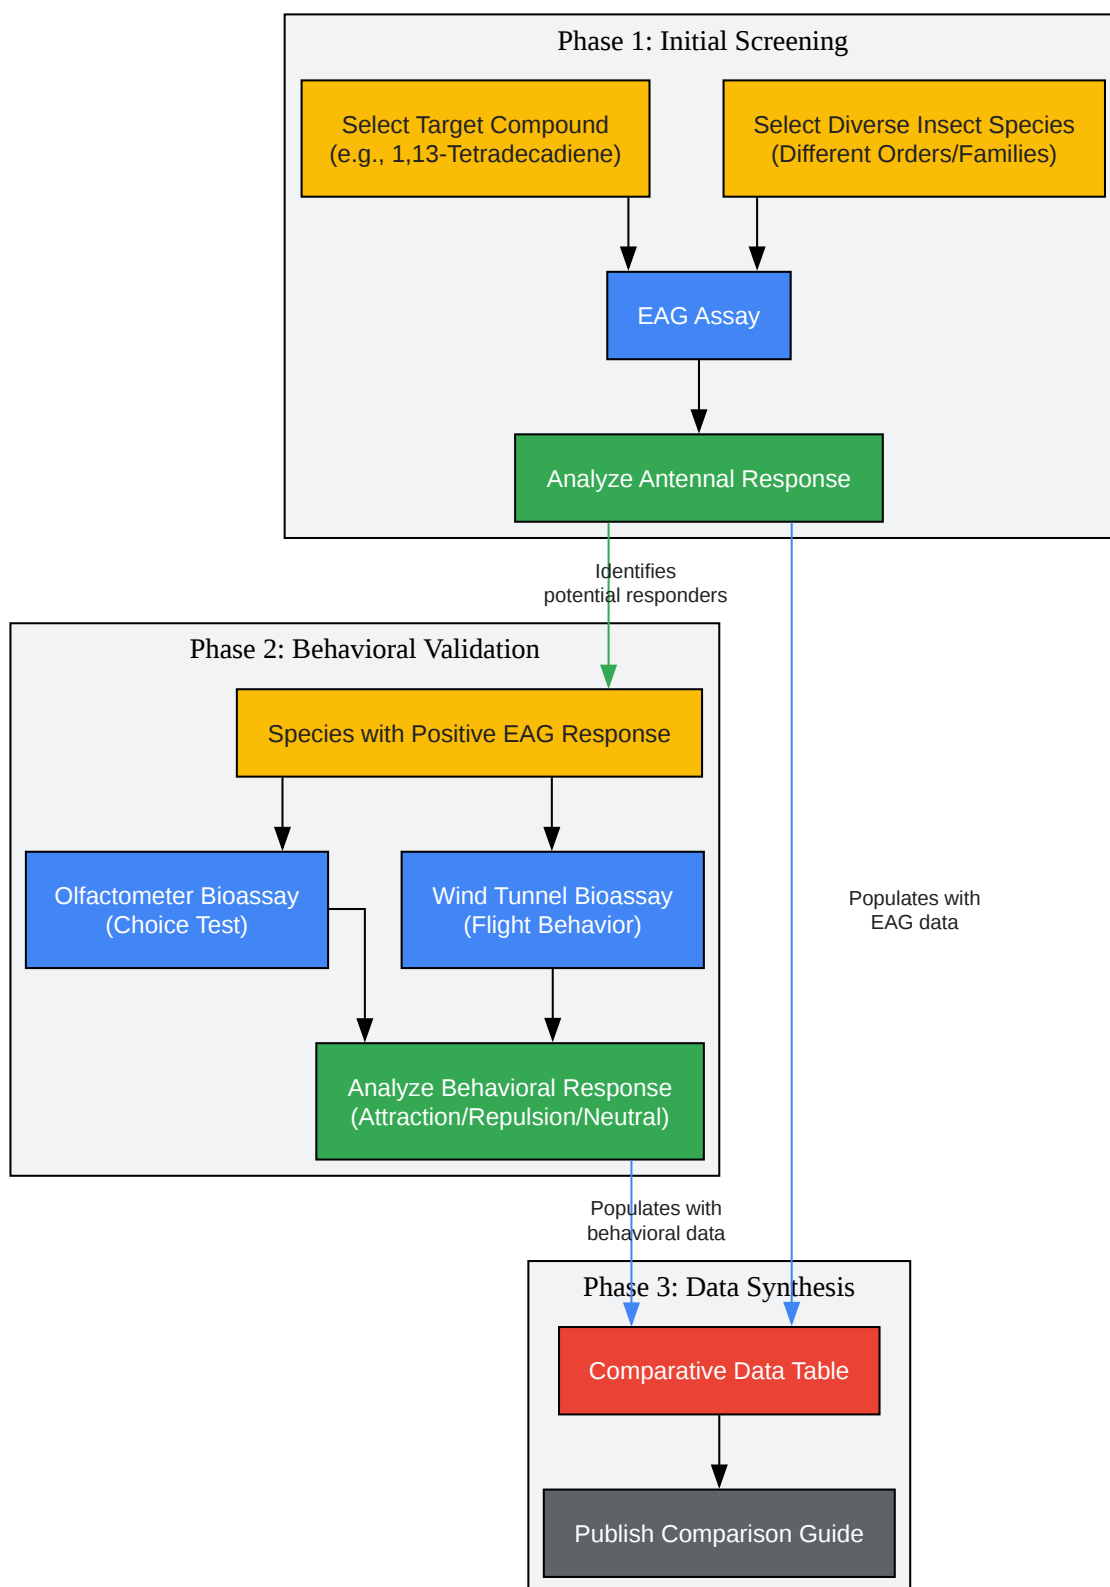 Phase 1: Initial Screening
Select Target Compound
(e.g., 1,13-Tetradecadiene)
Select Diverse Insect Species
(Different Orders/Families)
EAG Assay
Analyze Antennal Response
Identifies
potential responders
Phase 2: Behavioral Validation
Species with Positive EAG Response
Olfactometer Bioassay
(Choice Test)
Wind Tunnel Bioassay
(Flight Behavior)
Populates with
EAG data
Analyze Behavioral Response
(Attraction/Repulsion/Neutral)
Populates with
behavioral data
Phase 3: Data Synthesis
Comparative Data Table
Publish Comparison Guide